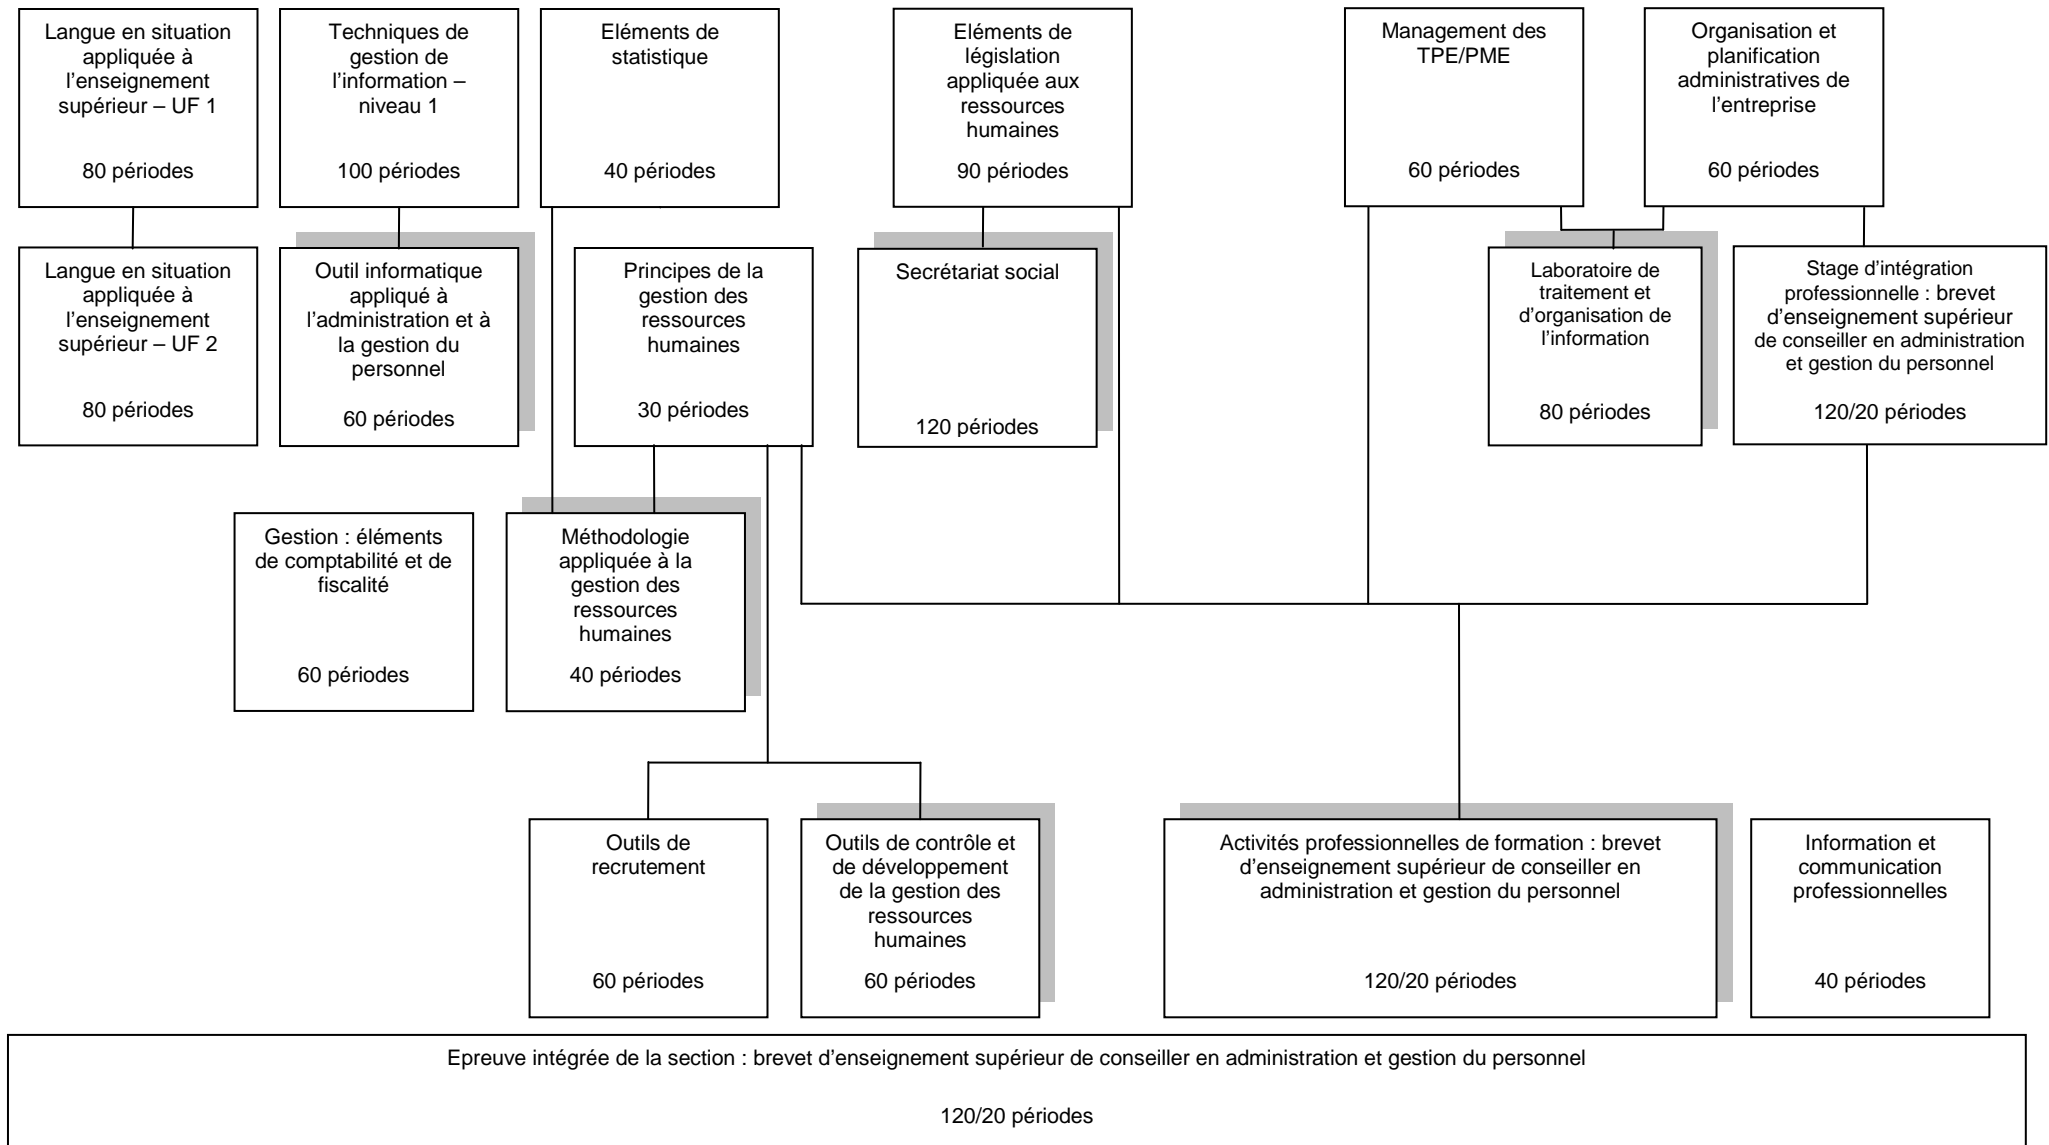 Langue en situation
appliquée à
l’enseignement
supérieur – UF 1
80 périodes
Techniques de
gestion de
l’information –
niveau 1
100 périodes
Eléments de
statistique
40 périodes
Eléments de
législation
appliquée aux
ressources
humaines
90 périodes
Management des
TPE/PME
60 périodes
Organisation et
planification
administratives de
l’entreprise
60 périodes
Langue en situation
appliquée à
l’enseignement
supérieur – UF 2
80 périodes
Outil informatique
appliqué à
l’administration et à
la gestion du
personnel
60 périodes
Principes de la
gestion des
ressources
humaines
30 périodes
Secrétariat social
120 périodes
Laboratoire de
traitement et
d’organisation de
l’information
80 périodes
Stage d’intégration
professionnelle : brevet
d’enseignement supérieur
de conseiller en administration
et gestion du personnel
120/20 périodes
Gestion : éléments
de comptabilité et de
fiscalité
60 périodes
Méthodologie
appliquée à la
gestion des
ressources
humaines
40 périodes
Outils de
recrutement
60 périodes
Outils de contrôle et
de développement
de la gestion des
ressources
humaines
60 périodes
Activités professionnelles de formation : brevet
d’enseignement supérieur de conseiller en
administration et gestion du personnel
120/20 périodes
Information et
communication
professionnelles
40 périodes
Epreuve intégrée de la section : brevet d’enseignement supérieur de conseiller en administration et gestion du personnel
120/20 périodes